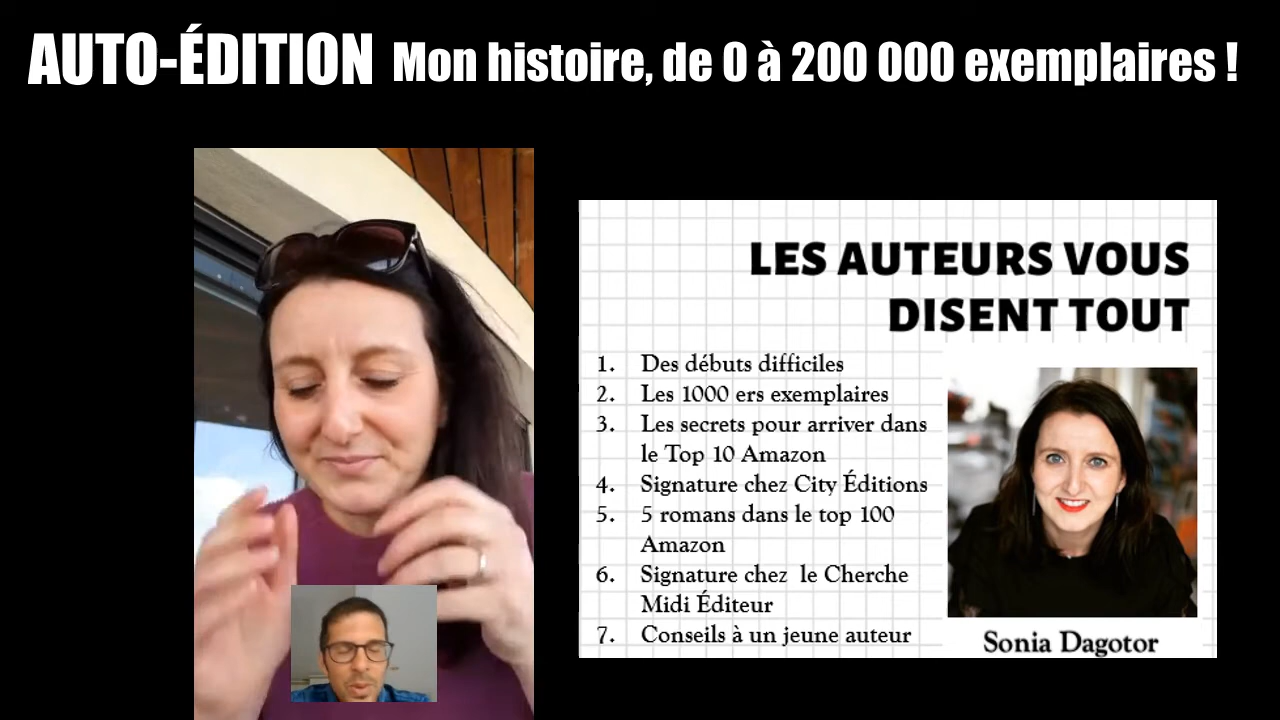 AUTO-ÉDITION Mon histoire, de 0 à 200 000 exemplaires !
LES AUTEURS VOUS
DISENT TOUT
1. Des débuts difficiles
2. Les 1000 ers exemplaires
3. Les secrets pour arriver dans
le Top 10 Amazon
4. Signature chez City Éditions
5. 5 romans dans le top 100
Amazon
6. Signature chez le Cherche
Midi Éditeur
7. Conseils à un jeune auteur
Sonia Dagotor